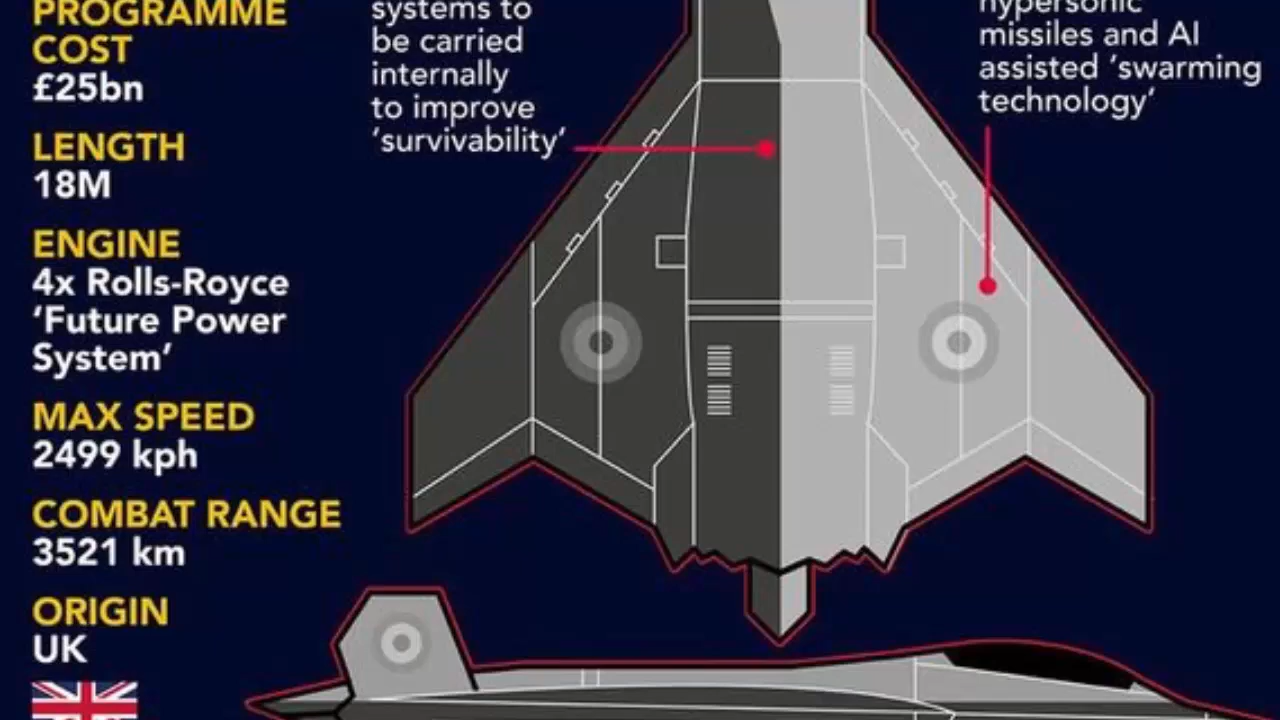 PROGRAMME
COST
£25bn
LENGTH
18M
ENGINE
4x Rolls-Royce
‘Future Power
System’
MAX SPEED
2499 kph
COMBAT RANGE
3521 km
ORIGIN
UK
systems to
be carried
internally
to improve
‘survivability’
hypersonic
missiles and AI
assisted ‘swarming
technology’